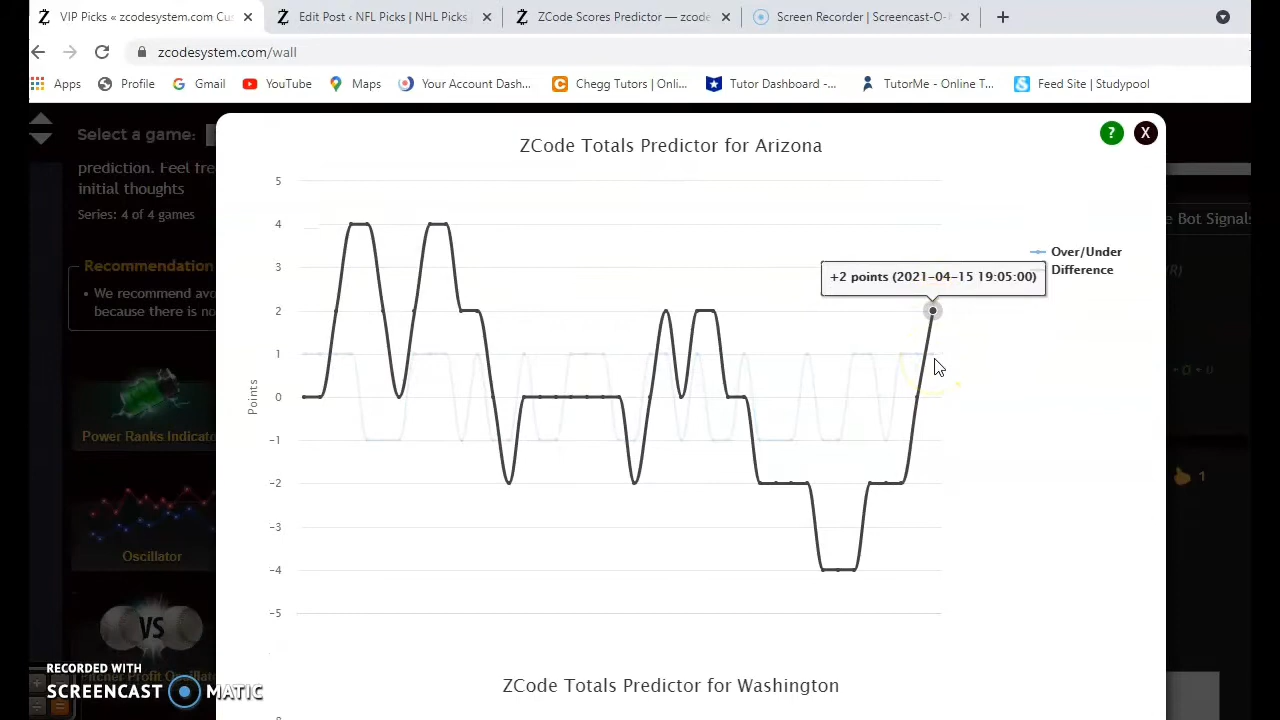 VIP Picks « zcodesystem.com Cu
Edit Post ‹ NFL Picks | NHL Picks
ZCode Scores Predictor — zcode
Screen Recorder | Screencast-O-
zcodesystem.com/wall
Apps
Profile
Gmail
YouTube
Maps
Your Account Dash...
Chegg Tutors | Onli...
Tutor Dashboard -...
TutorMe - Online T...
Feed Site | Studypool
Select a game:
prediction. Feel fre
initial thoughts
Series: 4 of 4 games
Recommendation
• We recommend avo
because there is no
Power Ranks Indicato
Oscillator
VS
Pitcher Profit Oscillat
ZCode Totals Predictor for Arizona
?
X
5
4
3
2
1
0
-1
-2
-3
-4
-5
Points
Over/Under
Difference
+2 points (2021-04-15 19:05:00)
e Bot Signals
1
ZCode Totals Predictor for Washington
RECORDED WITH
SCREENCAST MATIC